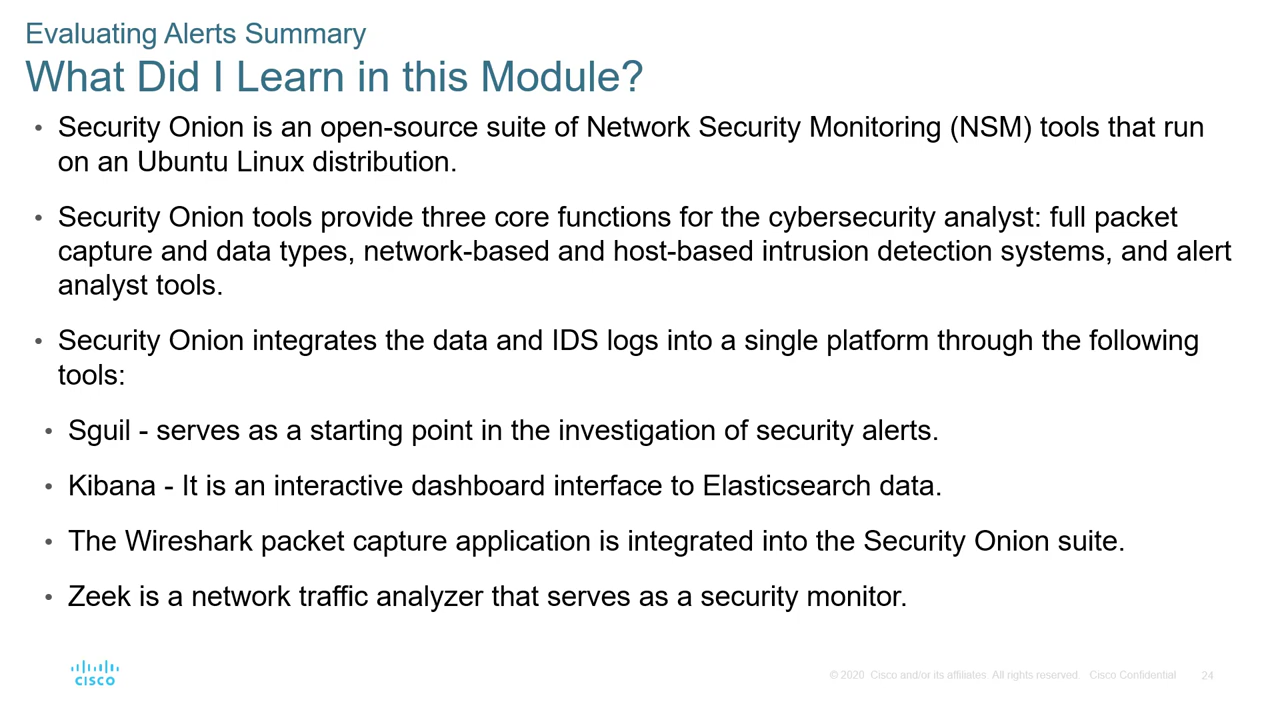 Evaluating Alerts Summary
What Did I Learn in this Module?
• Security Onion is an open-source suite of Network Security Monitoring (NSM) tools that run
on an Ubuntu Linux distribution.
• Security Onion tools provide three core functions for the cybersecurity analyst: full packet
capture and data types, network-based and host-based intrusion detection systems, and alert
analyst tools.
• Security Onion integrates the data and IDS logs into a single platform through the following
tools:
• Sguil - serves as a starting point in the investigation of security alerts.
• Kibana - It is an interactive dashboard interface to Elasticsearch data.
• The Wireshark packet capture application is integrated into the Security Onion suite.
• Zeek is a network traffic analyzer that serves as a security monitor.
CISCO
© 2020 Cisco and/or its affiliates. All rights reserved. Cisco Confidential 24